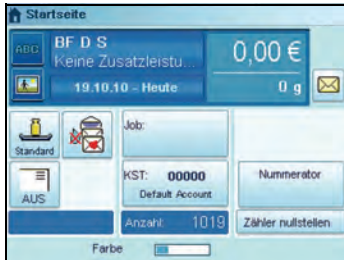 Startseite
ABC
BF D S
Keine Zusatzleistu...
0,00 €
19.10.10 - Heute
0 g
Standard
Job:
AUS
KST: 00000
Default Account
Nummerator
Anzahl: 1019
Zähler nullstellen
Farbe